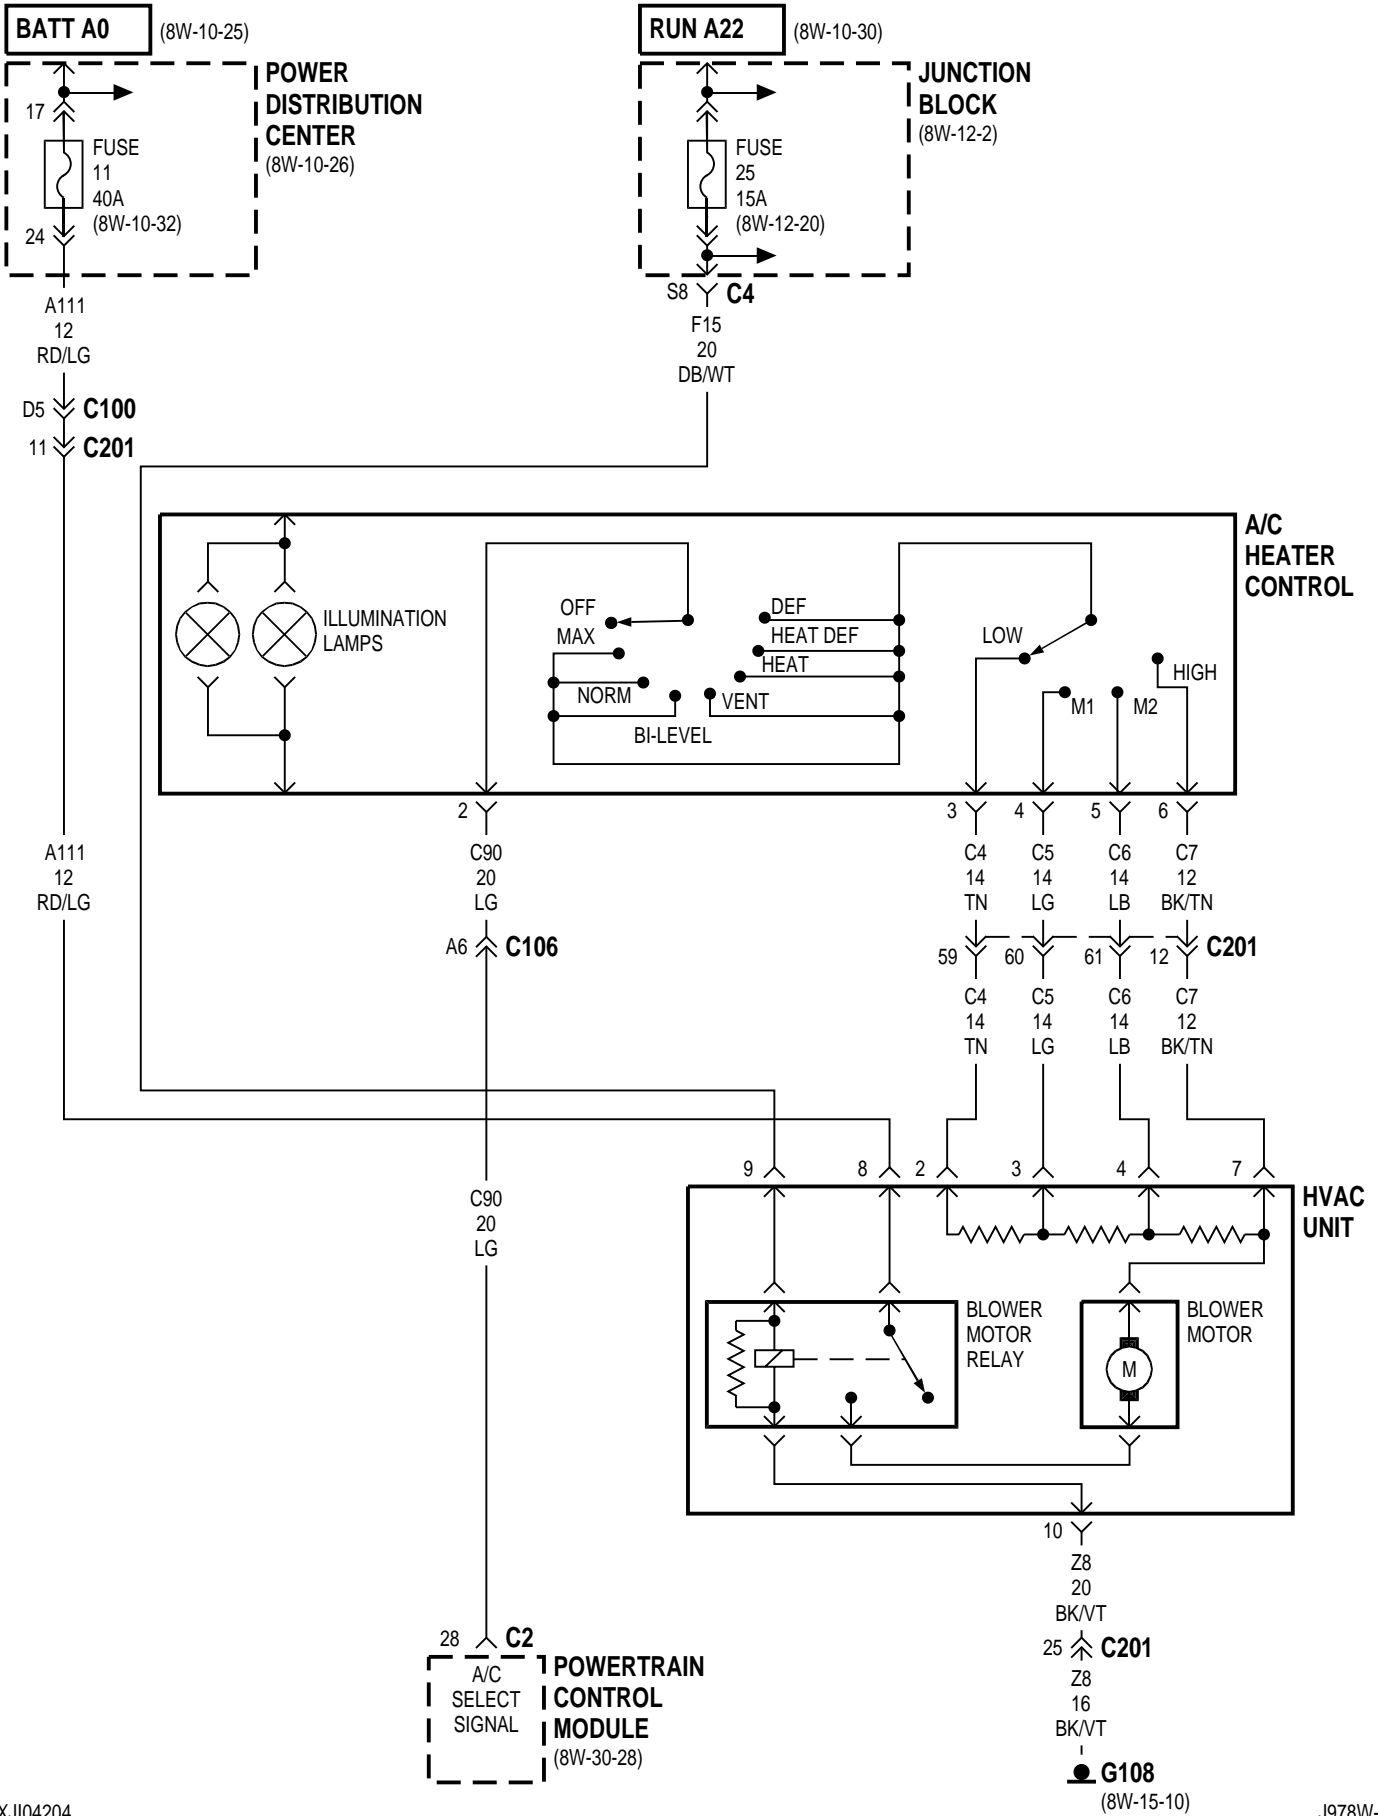 BATT A0 (8W-10-25)
RUN A22 (8W-10-30)
POWER
DISTRIBUTION
CENTER
(8W-10-26)
17
FUSE
11
40A
(8W-10-32)
24
JUNCTION
BLOCK
(8W-12-2)
FUSE
25
15A
(8W-12-20)
S8 C4
A111
12
RD/LG
F15
20
DB/WT
D5 C100
11 C201
A/C
HEATER
CONTROL
ILLUMINATION
LAMPS
OFF
MAX
NORM
BI-LEVEL
DEF
HEAT DEF
HEAT
VENT
LOW
M1
M2
HIGH
2
3
4
5
6
A111
12
RD/LG
C90
20
LG
C4
14
TN
C5
14
LG
C6
14
LB
C7
12
BK/TN
A6 C106
59
60
61
12 C201
C4
14
TN
C5
14
LG
C6
14
LB
C7
12
BK/TN
9
8
2
3
4
7
C90
20
LG
HVAC
UNIT
BLOWER
MOTOR
RELAY
BLOWER
MOTOR
M
10
Z8
20
BK/VT
25 C201
Z8
16
BK/VT
G108
(8W-15-10)
28 C2
A/C
SELECT
SIGNAL
POWERTRAIN
CONTROL
MODULE
(8W-30-28)
XJI04204
J978W-